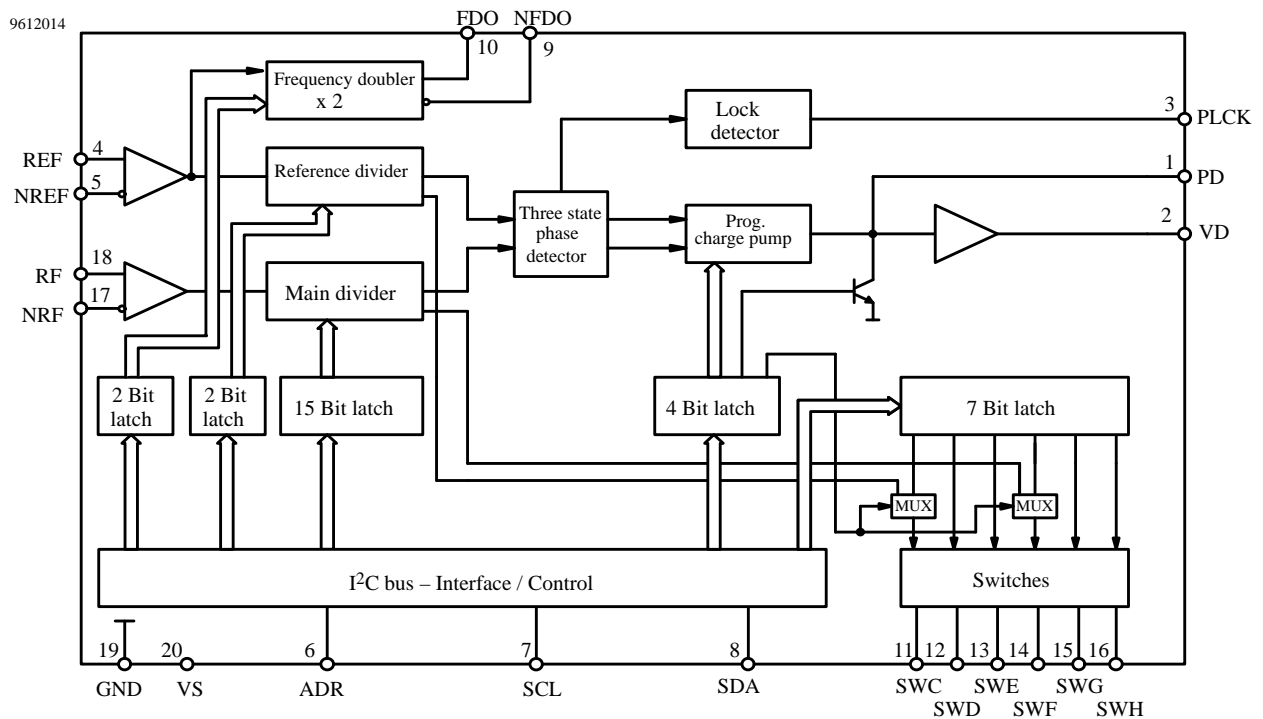 9612014
FDO NFDO
10 9
Frequency doubler
x 2
Lock
detector
3
PLCK
REF
4
5
NREF
Reference divider
1
PD
Three state
phase
detector
Prog.
charge pump
2
VD
18
RF
17
NRF
Main divider
2 Bit
latch
2 Bit
latch
15 Bit latch
4 Bit latch
7 Bit latch
MUX
MUX
I²C bus – Interface / Control
Switches
19 20 6 7 8 11 12 13 14 15 16
GND VS ADR SCL SDA SWC SWE SWG
SWD SWF SWH